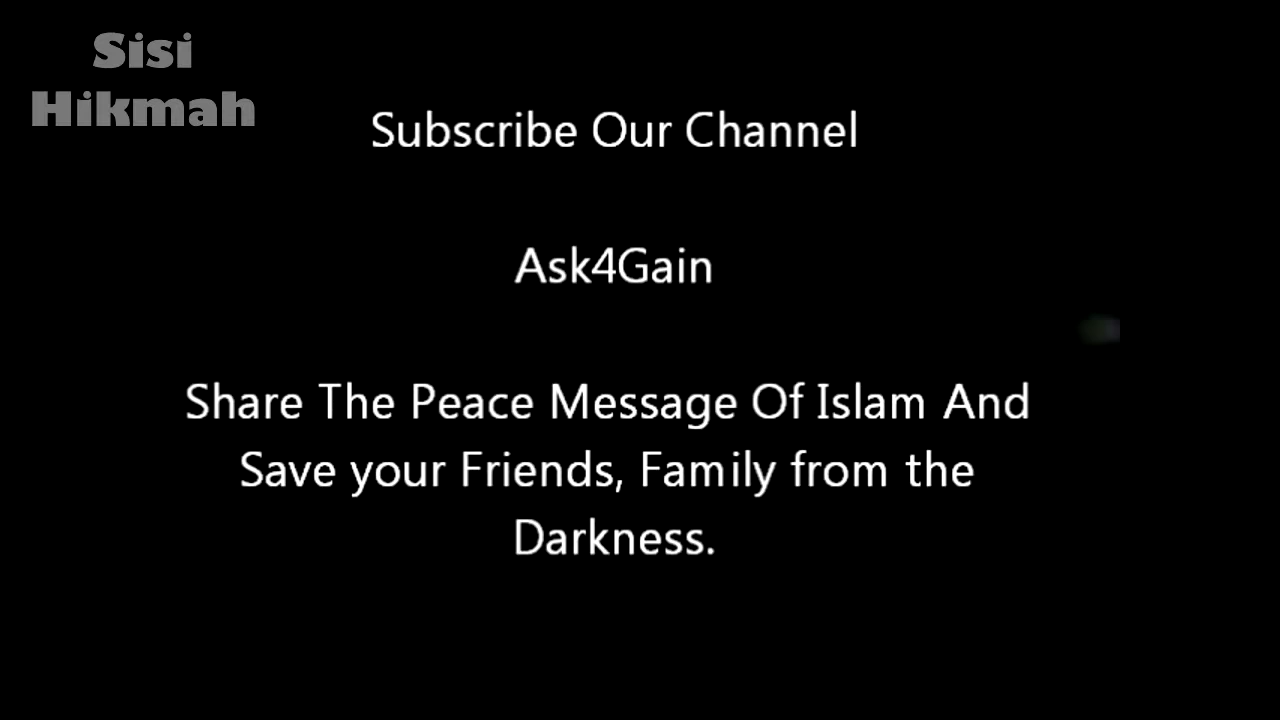 Sisi
Hikmah
Subscribe Our Channel
Ask4Gain
Share The Peace Message Of Islam And
Save your Friends, Family from the
Darkness.